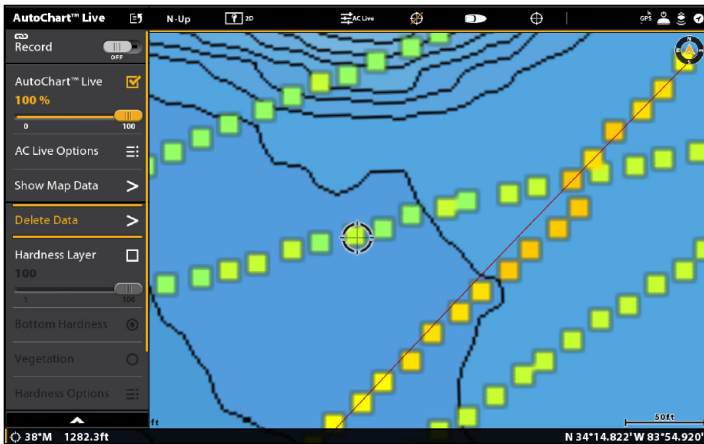 AutoChart™ Live N-Up 2D AC Live GPS
Record
OFF
AutoChart™ Live
100 %
0 100
AC Live Options
Show Map Data >
Delete Data >
Hardness Layer
100
1 100
Bottom Hardness
Vegetation
Hardness Options
ft 50ft
38°M 1282.3ft N 34°14.822' W 83°54.920'